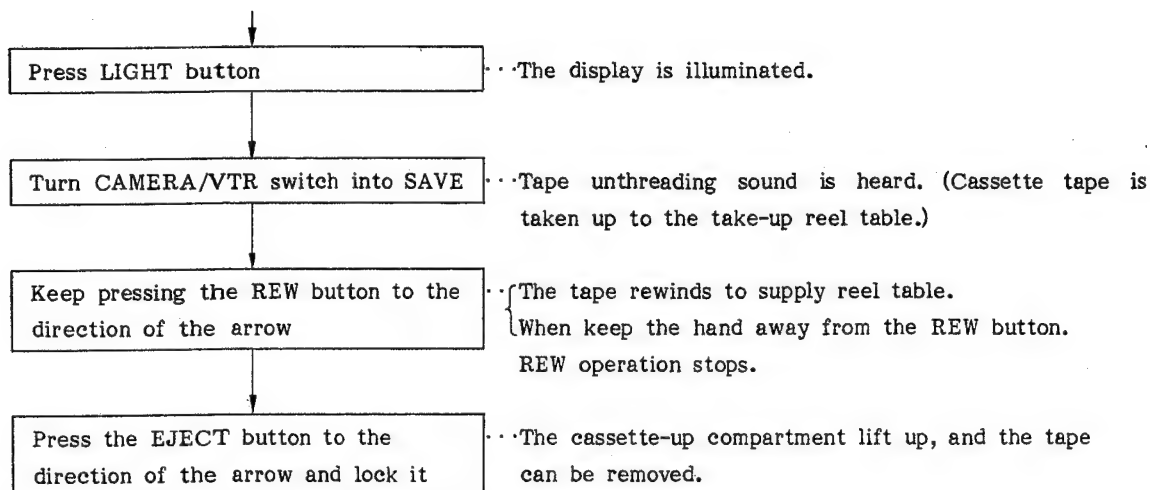 Press LIGHT button ···The display is illuminated.
Turn CAMERA/VTR switch into SAVE ···Tape unthreading sound is heard. (Cassette tape is
taken up to the take-up reel table.)
Keep pressing the REW button to the
direction of the arrow
··The tape rewinds to supply reel table.
When keep the hand away from the REW button.
REW operation stops.
Press the EJECT button to the
direction of the arrow and lock it
···The cassette-up compartment lift up, and the tape
can be removed.